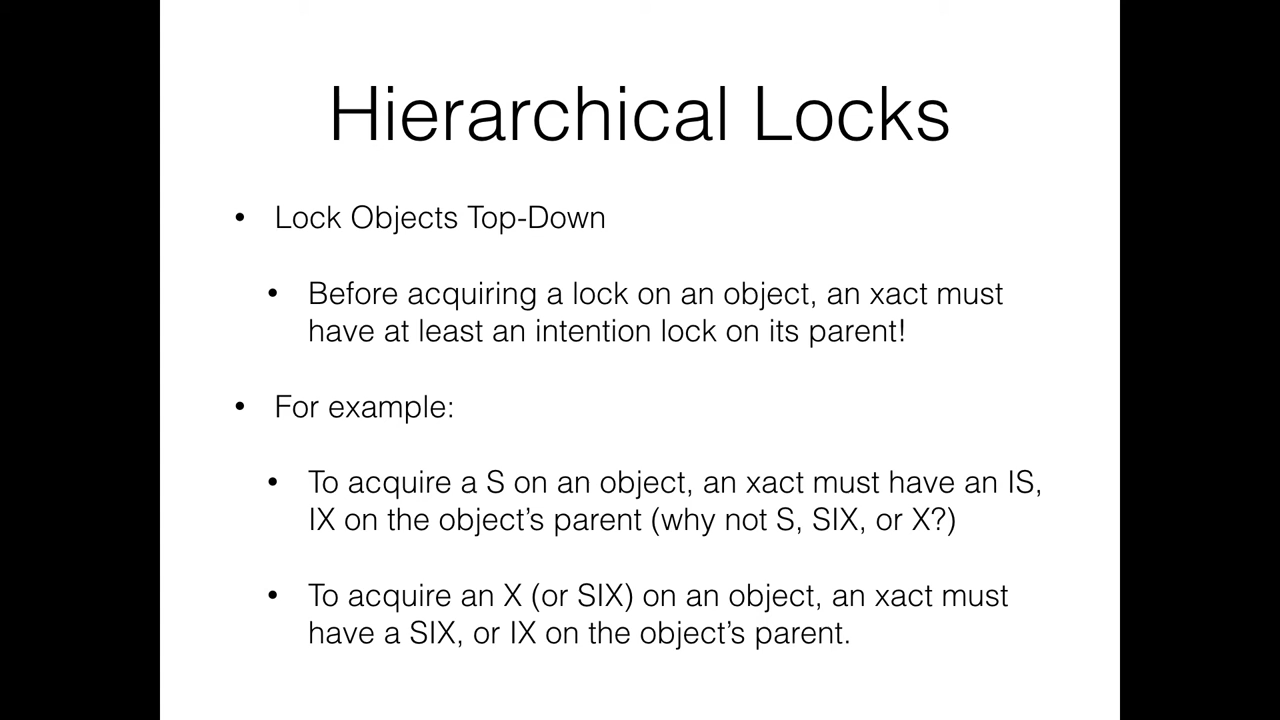 Hierarchical Locks
• Lock Objects Top-Down
• Before acquiring a lock on an object, an xact must
have at least an intention lock on its parent!
• For example:
• To acquire a S on an object, an xact must have an IS,
IX on the object’s parent (why not S, SIX, or X?)
• To acquire an X (or SIX) on an object, an xact must
have a SIX, or IX on the object’s parent.